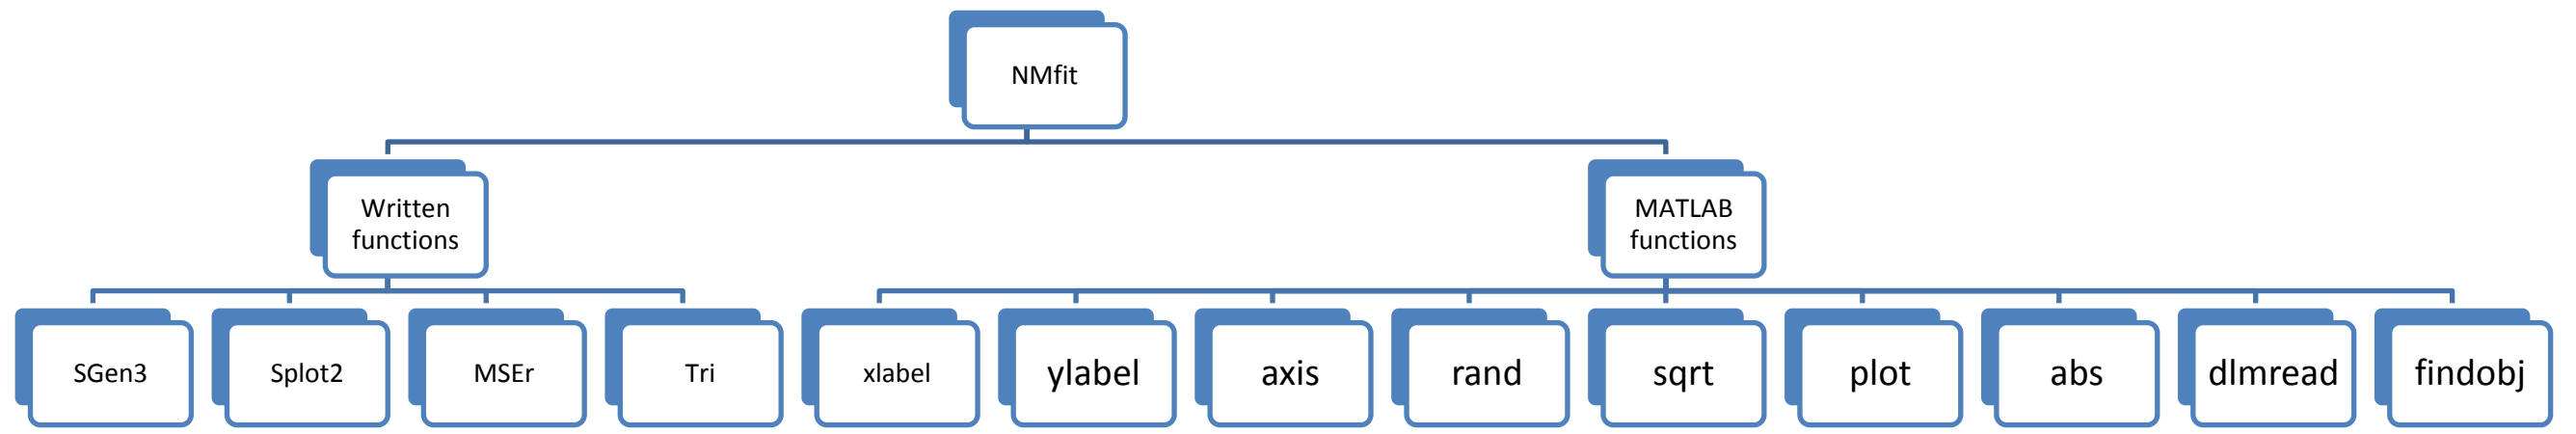 NMfit
Written
functions
MATLAB
functions
SGen3
Splot2
MSEr
Tri
xlabel
ylabel
axis
rand
sqrt
plot
abs
dlmread
findobj